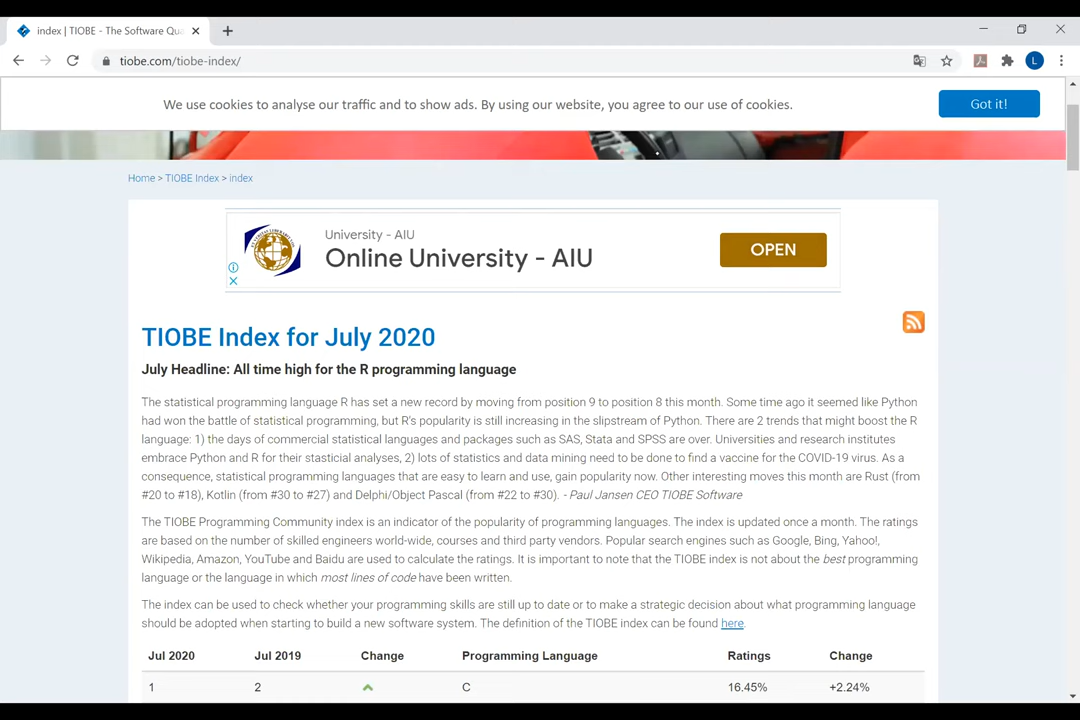 index | TIOBE - The Software Qu
tiobe.com/tiobe-index/
L
We use cookies to analyse our traffic and to show ads. By using our website, you agree to our use of cookies.
Got it!
Home > TIOBE Index > index
University - AIU
Online University - AIU
OPEN
TIOBE Index for July 2020
July Headline: All time high for the R programming language
The statistical programming language R has set a new record by moving from position 9 to position 8 this month. Some time ago it seemed like Python
had won the battle of statistical programming, but R's popularity is still increasing in the slipstream of Python. There are 2 trends that might boost the R
language: 1) the days of commercial statistical languages and packages such as SAS, Stata and SPSS are over. Universities and research institutes
embrace Python and R for their stasticial analyses, 2) lots of statistics and data mining need to be done to find a vaccine for the COVID-19 virus. As a
consequence, statistical programming languages that are easy to learn and use, gain popularity now. Other interesting moves this month are Rust (from
#20 to #18), Kotlin (from #30 to #27) and Delphi/Object Pascal (from #22 to #30). - Paul Jansen CEO TIOBE Software
The TIOBE Programming Community index is an indicator of the popularity of programming languages. The index is updated once a month. The ratings
are based on the number of skilled engineers world-wide, courses and third party vendors. Popular search engines such as Google, Bing, Yahoo!,
Wikipedia, Amazon, YouTube and Baidu are used to calculate the ratings. It is important to note that the TIOBE index is not about the best programming
language or the language in which most lines of code have been written.
The index can be used to check whether your programming skills are still up to date or to make a strategic decision about what programming language
should be adopted when starting to build a new software system. The definition of the TIOBE index can be found here.
Jul 2020 Jul 2019 Change Programming Language Ratings Change
1 2 C 16.45% +2.24%